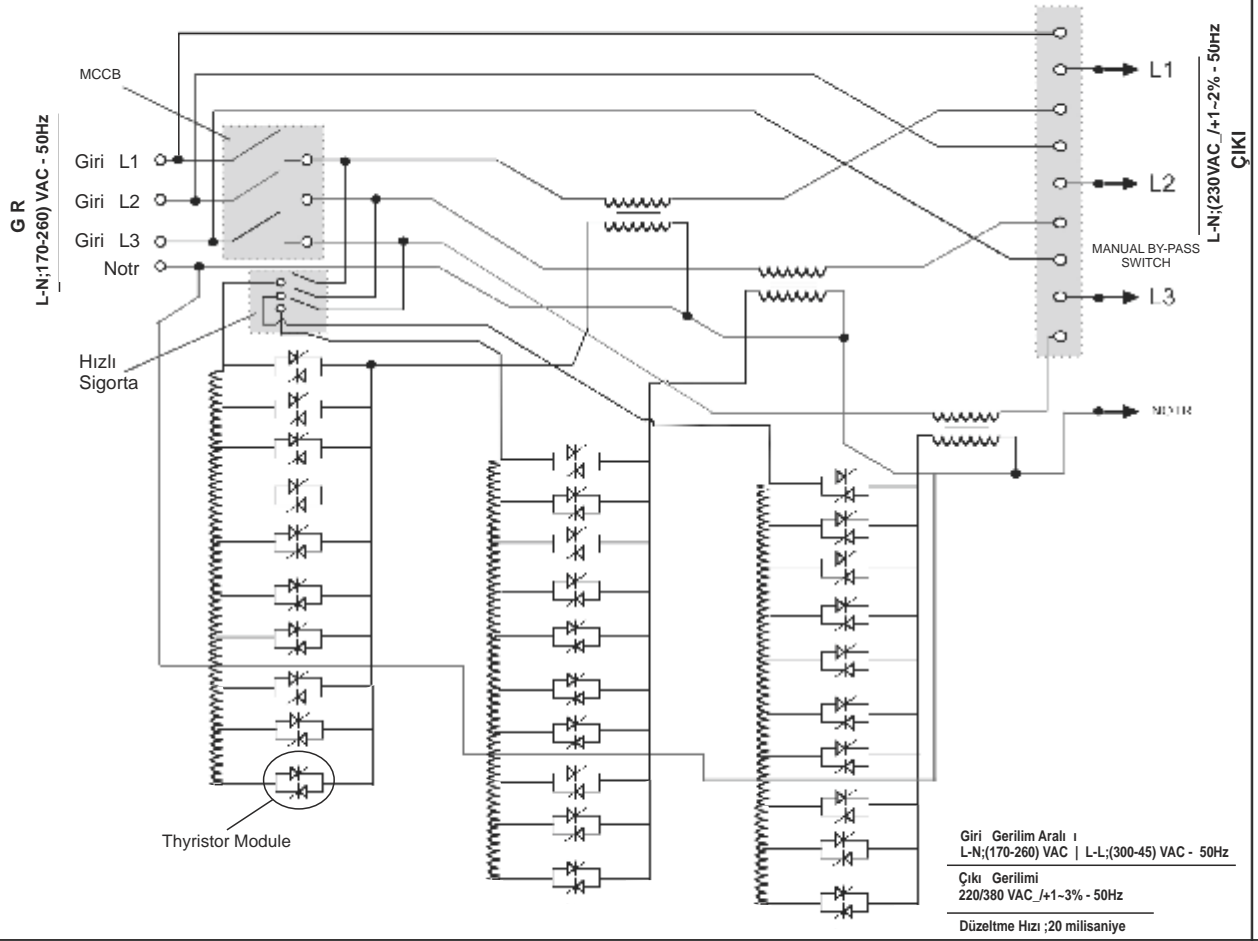 MCCB
G R
L-N;170-260) VAC - 50Hz
Giri L1
Giri L2
Giri L3
Notr
Hızlı
Sigorta
Thyristor Module
L1
L2
MANUAL BY-PASS
SWITCH
L3
NOTR
L-N;(230VAC_/+1~2% - 50Hz
ÇIKI
Giri Gerilim Aralı ı
L-N;(170-260) VAC | L-L;(300-45) VAC - 50Hz
Çıkı Gerilimi
220/380 VAC_/+1~3% - 50Hz
Düzeltme Hızı ;20 milisaniye